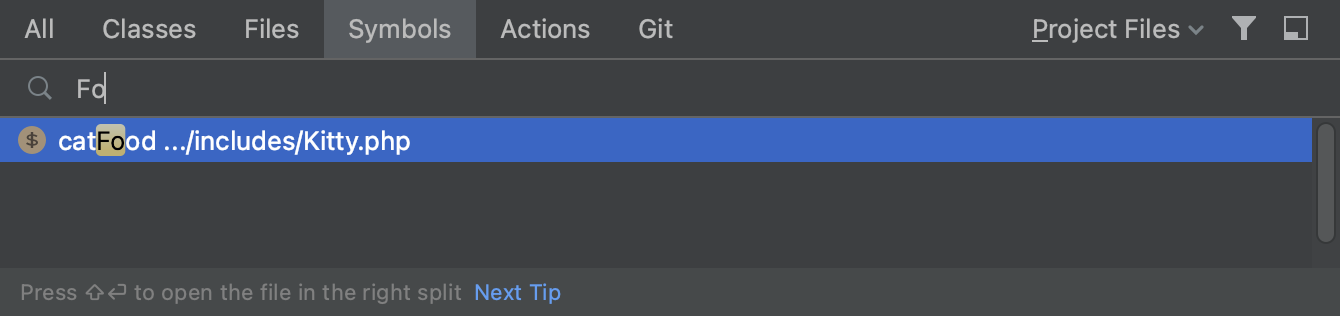 All Classes Files Symbols Actions Git Project Files
Fo
$ catFood .../includes/Kitty.php
Press ⇧⏎ to open the file in the right split Next Tip